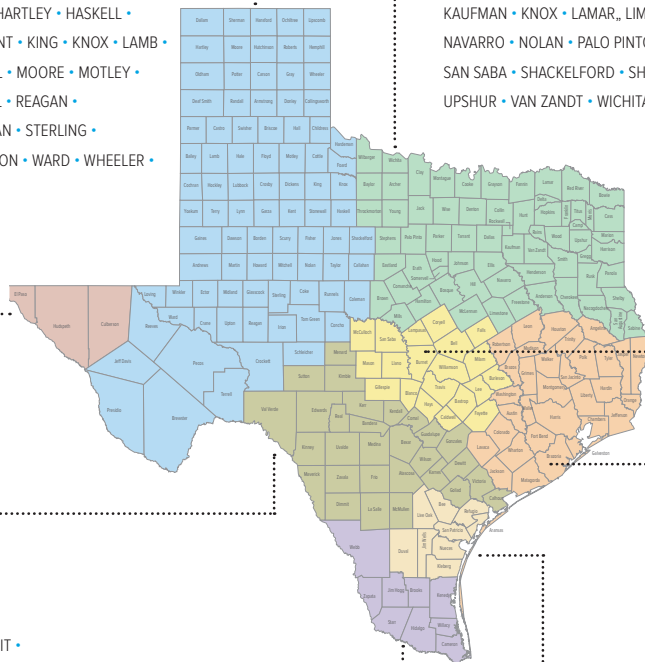 HARTLEY • HASKELL •
NT • KING • KNOX • LAMB •
L • MOORE • MOTLEY •
L • REAGAN •
AN • STERLING •
ON • WARD • WHEELER •
KAUFMAN • KNOX • LAMAR,, LIM
NAVARRO • NOLAN • PALO PINTO
SAN SABA • SHACKELFORD • SH
UPSHUR • VAN ZANDT • WICHITA
Dallam Sherman Hansford Ochiltree Lipscomb
Hartley Moore Hutchinson Roberts Hemphill
Oldham Potter Carson Gray Wheeler
Deaf Smith Randall Armstrong Donley Collingsworth
Parmer Castro Swisher Briscoe Hall Childress
Hardeman
Bailey Lamb Hale Floyd Motley Cottle Foard Wilbarger Wichita
Clay Montague Cooke Grayson Fannin Lamar Red River Bowie
Cochran Hockley Lubbock Crosby Dickens King Knox Baylor Archer
Delta Hopkins Franklin Titus Morris Cass
Yoakum Terry Lynn Garza Kent Stonewall Haskell Throckmorton Young Jack Wise Denton Collin Rockwell Hunt
Rains Wood Camp Upshur Marion Harrison
Gaines Dawson Borden Scurry Fisher Jones Shackelford Stephens Palo Pinto Parker Tarrant Dallas Kaufman Van Zandt Smith Gregg
Rusk Panola
Andrews Martin Howard Mitchell Nolan Taylor Callahan Eastland Erath Hood Somervell Johnson Ellis Henderson
El Paso Hudspeth Culberson Loving Winkler Ector Midland Glasscock Sterling Coke Runnels Coleman Brown Comanche Hamilton Bosque Hill Navarro Freestone Anderson Cherokee Nacogdoches Shelby
San Augustine Sabine
Ward Crane Upton Reagan Irion Tom Green Concho Mills McLennan Limestone
Reeves McCulloch San Saba Lampasas Coryell Falls Leon Houston Angelina
Jeff Davis Pecos Crockett Schleicher Menard Bell Robertson Madison Trinity
Mason Llano Burnet Williamson Milam Brazos Walker Polk Tyler
Terrell Sutton Kimble Gillespie Blanco Travis Lee Burleson Grimes San Jacinto Hardin
Presidio Brewster Val Verde Edwards Kerr Kendall Hays Bastrop Washington Montgomery Liberty Orange
Real Bandera Comal Caldwell Fayette Austin Harris Chambers Jefferson
Kinney Uvalde Medina Bexar Guadalupe Gonzales Lavaca Colorado Fort Bend Galveston
Wilson Wharton Brazoria
Maverick Zavala Frio Atascosa Karnes Dewitt Jackson Matagorda
Victoria
Dimmit La Salle McMullen Goliad Calhoun
Live Oak Bee Refugio
San Patricio Aransas
Webb Duval Jim Wells Nueces
Kleberg
Zapata Jim Hogg Brooks Kenedy
Starr Hidalgo Willacy
Cameron
IT •